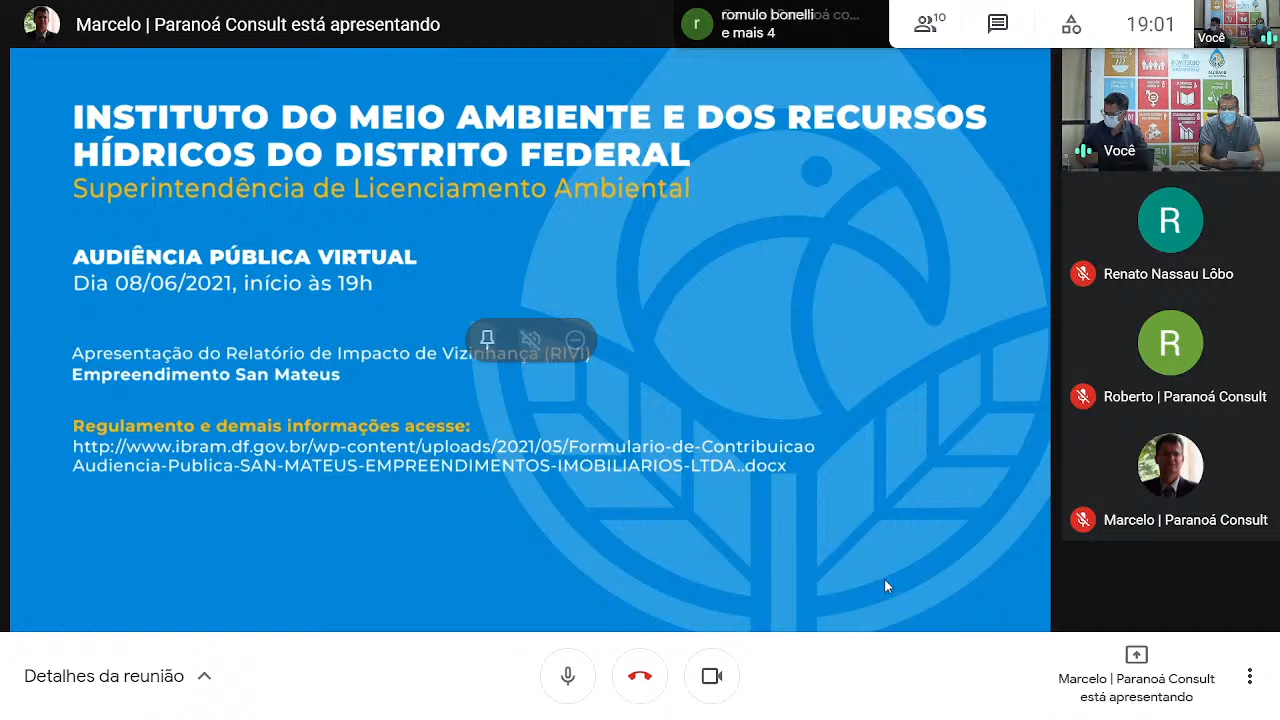 Marcelo | Paranoá Consult está apresentando
r
romulo bonelli
e mais 4
10
19:01
Você
INSTITUTO DO MEIO AMBIENTE E DOS RECURSOS
HÍDRICOS DO DISTRITO FEDERAL
Superintendência de Licenciamento Ambiental
AUDIÊNCIA PÚBLICA VIRTUAL
Dia 08/06/2021, início às 19h
Apresentação do Relatório de Impacto de Vizinhança (RIVI)
Empreendimento San Mateus
Regulamento e demais informações acesse:
http://www.ibram.df.gov.br/wp-content/uploads/2021/05/Formulario-de-Contribuicao
Audiencia-Publica-SAN-MATEUS-EMPREENDIMENTOS-IMOBILIARIOS-LTDA..docx
Você
R
Renato Nassau Lôbo
R
Roberto | Paranoá Consult
Marcelo | Paranoá Consult
Detalhes da reunião
Marcelo | Paranoá Consult
está apresentando